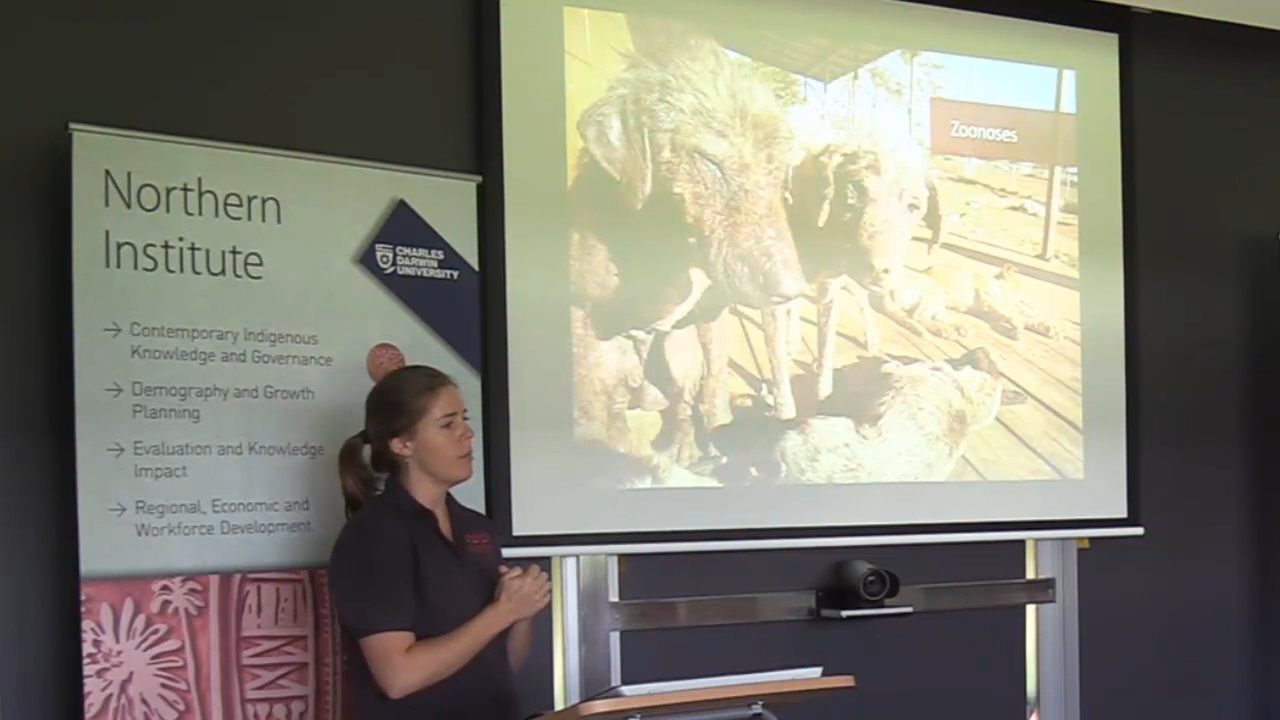 Northern
Institute
CHARLES
DARWIN
UNIVERSITY
→ Contemporary Indigenous
Knowledge and Governance
→ Demography and Growth
Planning
→ Evaluation and Knowledge
Impact
→ Regional, Economic and
Workforce Development
Zoonoses